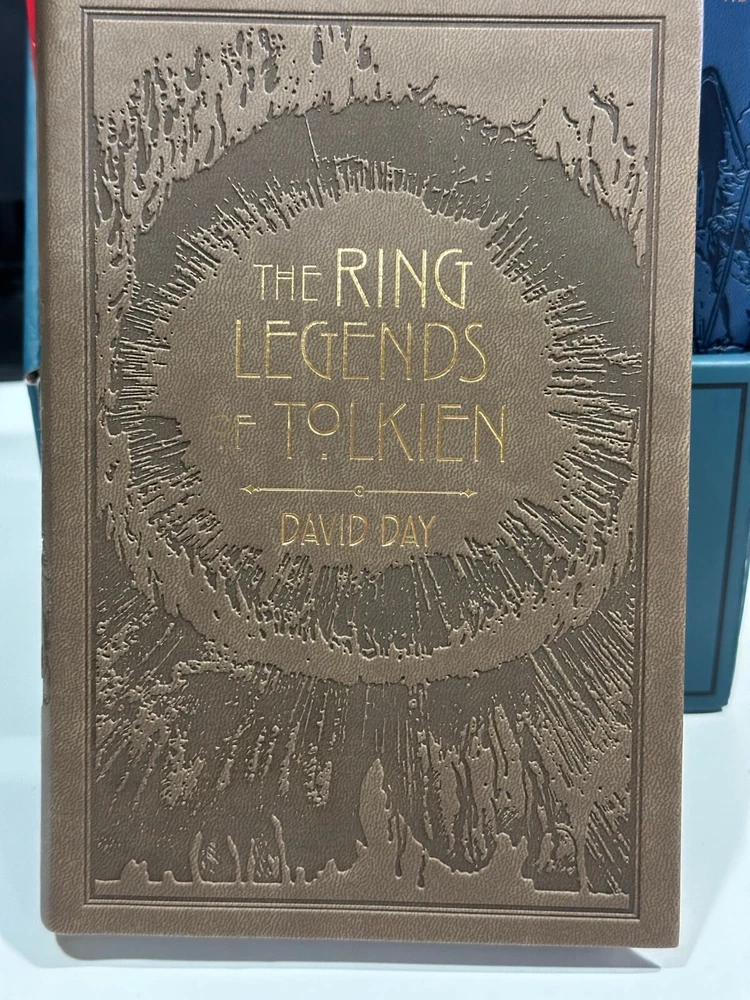 THE RING
LEGENDS
OF TOLKIEN
DAVID DAY